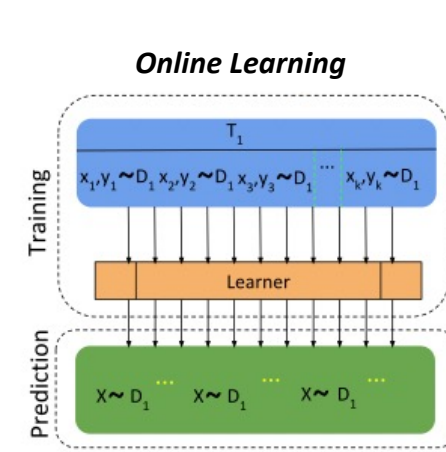 Online Learning
Training
T₁
x₁,y₁~D₁ x₂,y₂~D₁ x₃,y₃~D₁ ... xₖ,yₖ~D₁
Learner
Prediction
X~ D₁ ... X~ D₁ ... X~ D₁ ...